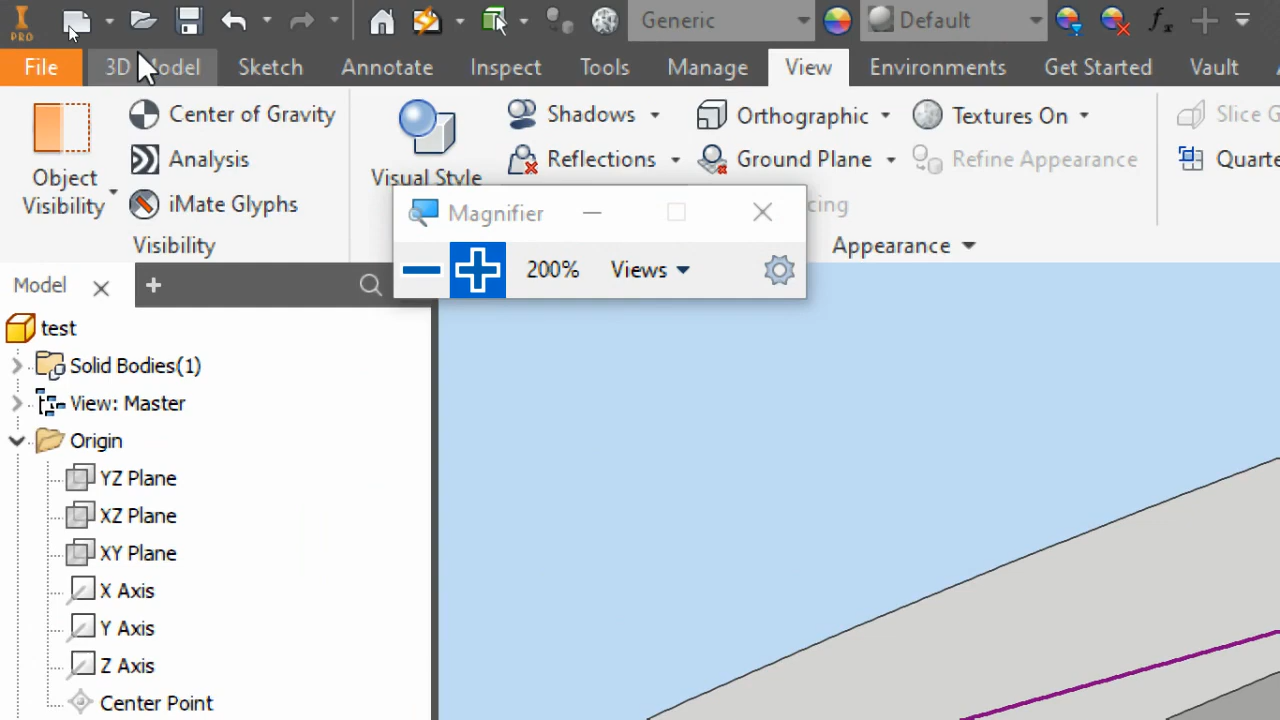 PRO
Generic
Default
fx
File
3D Model
Sketch
Annotate
Inspect
Tools
Manage
View
Environments
Get Started
Vault
Object
Visibility
Center of Gravity
Analysis
iMate Glyphs
Visibility
Visual Style
Shadows
Reflections
Orthographic
Ground Plane
Textures On
Refine Appearance
Slice G
Quarte
Appearance
Magnifier
200%
Views
Model
test
Solid Bodies(1)
View: Master
Origin
YZ Plane
XZ Plane
XY Plane
X Axis
Y Axis
Z Axis
Center Point